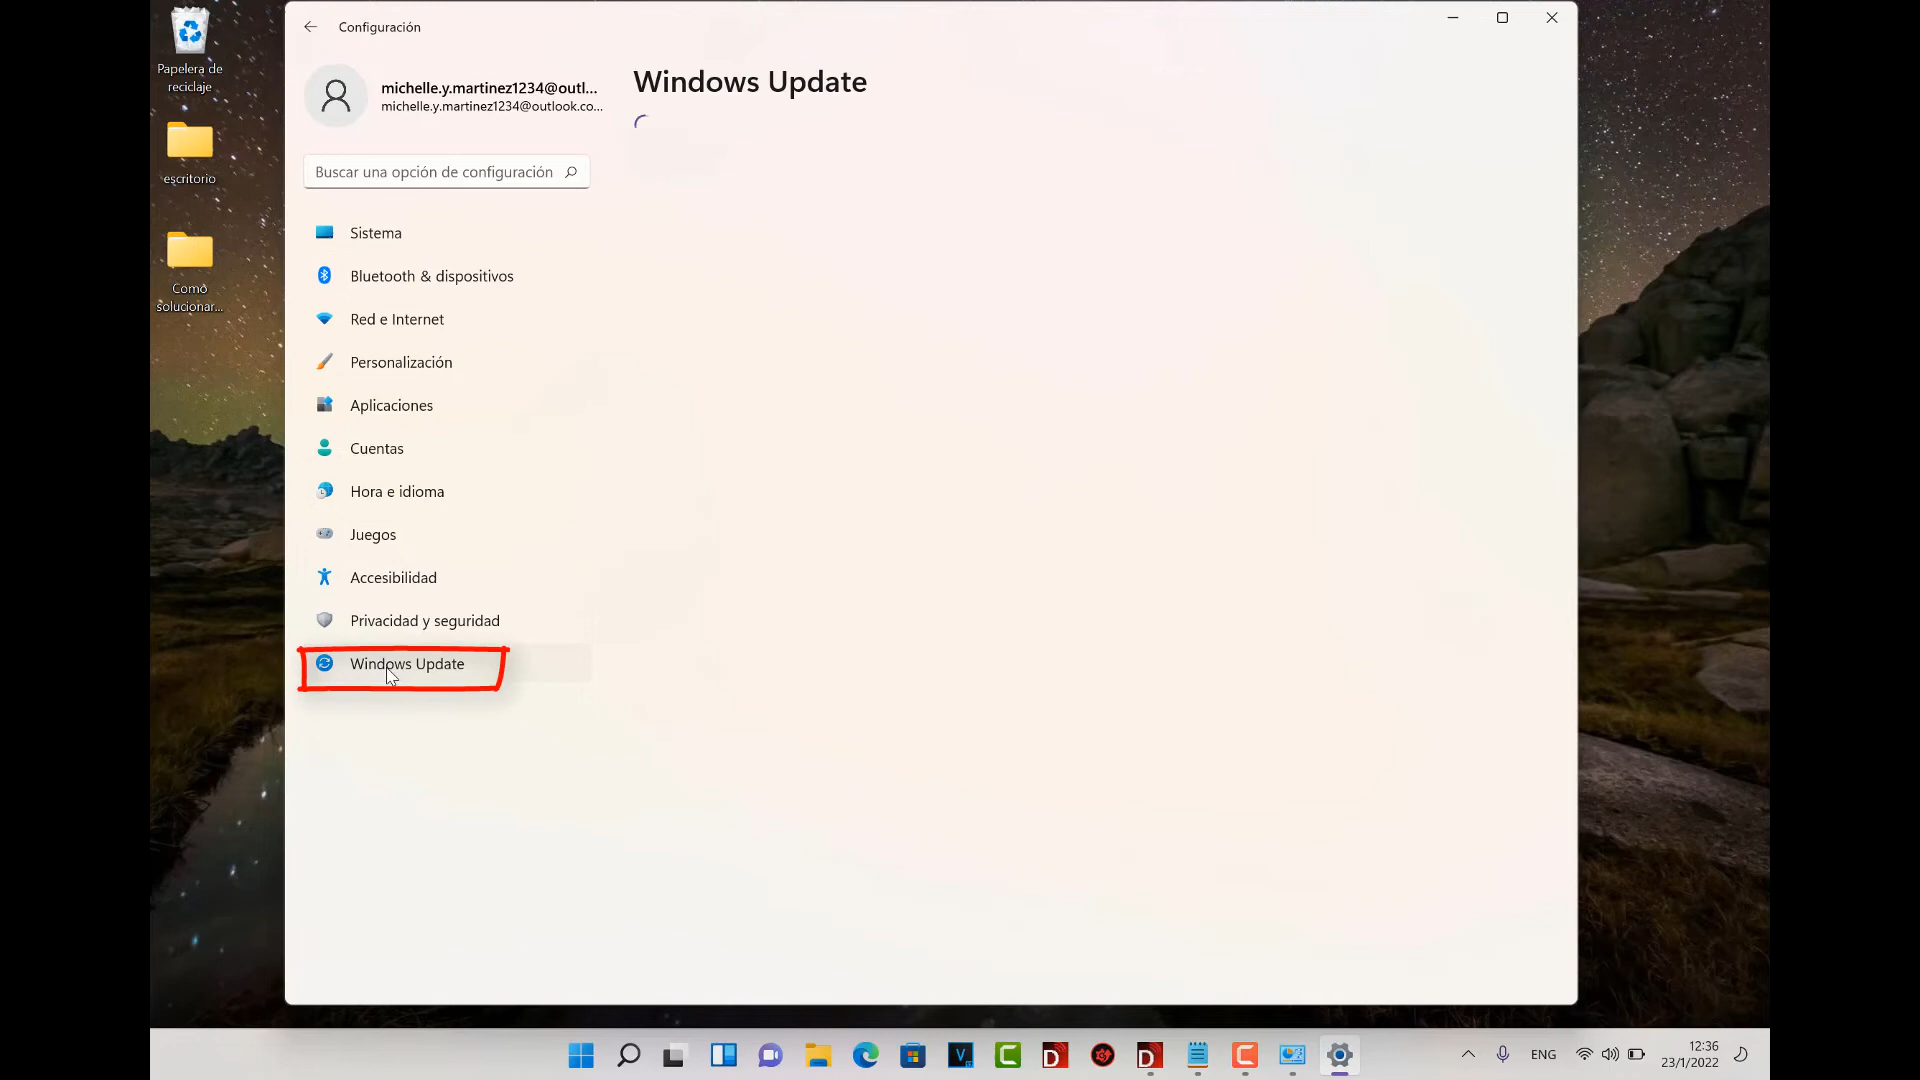 Papelera de
reciclaje
escritorio
Como
solucionar...
Configuración
michelle.y.martinez1234@outl...
michelle.y.martinez1234@outlook.co...
Buscar una opción de configuración
Sistema
Bluetooth & dispositivos
Red e Internet
Personalización
Aplicaciones
Cuentas
Hora e idioma
Juegos
Accesibilidad
Privacidad y seguridad
Windows Update
Windows Update
ENG
12:36
23/1/2022